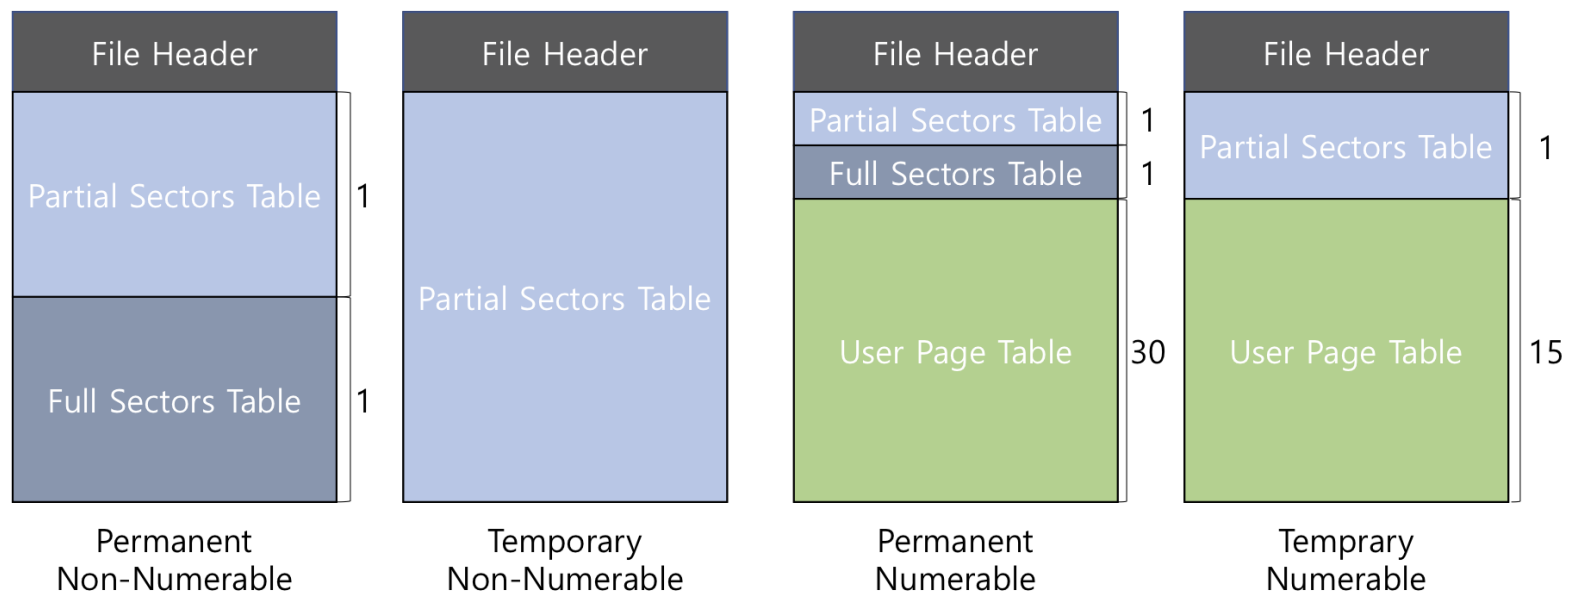 File Header
Partial Sectors Table
1
Full Sectors Table
1
Permanent
Non-Numerable
File Header
Partial Sectors Table
Temporary
Non-Numerable
File Header
Partial Sectors Table
1
Full Sectors Table
1
User Page Table
30
Permanent
Numerable
File Header
Partial Sectors Table
1
User Page Table
15
Temprary
Numerable